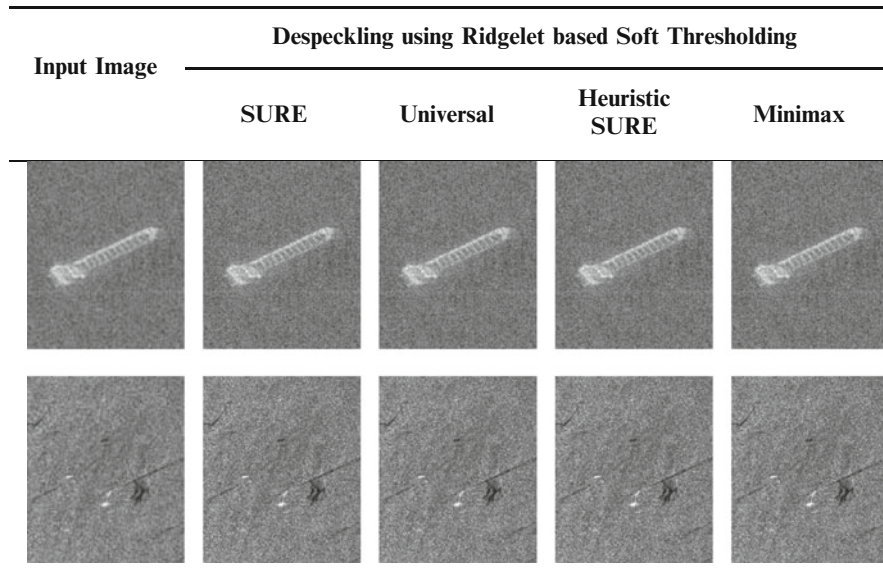 Despeckling using Ridgelet based Soft Thresholding
Input Image
SURE
Universal
Heuristic
SURE
Minimax